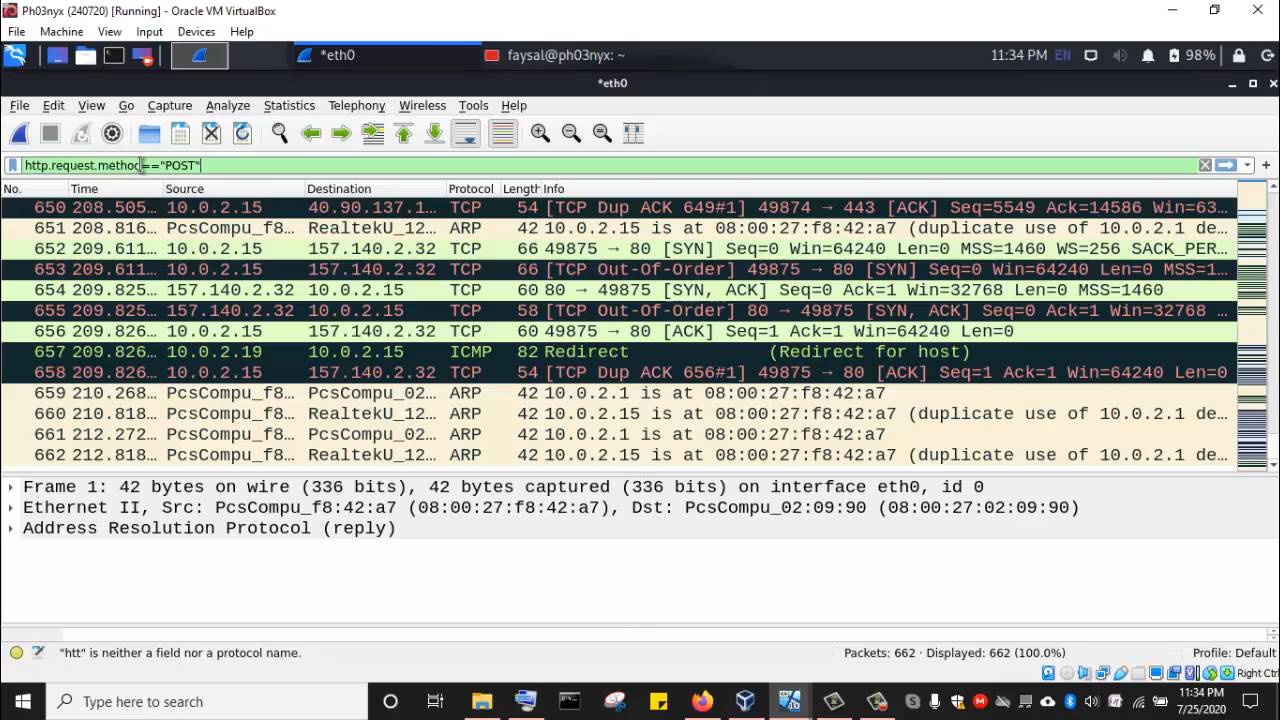 Ph03nyx (240720) [Running] - Oracle VM VirtualBox
File Machine View Input Devices Help
*eth0 faysal@ph03nyx: ~ 11:34 PM EN 98%
*eth0
File Edit View Go Capture Analyze Statistics Telephony Wireless Tools Help
http.request.method=="POST"
No. Time Source Destination Protocol Length Info
650 208.505… 10.0.2.15 40.90.137.1… TCP 54 [TCP Dup ACK 649#1] 49874 → 443 [ACK] Seq=5549 Ack=14586 Win=63…
651 208.816… PcsCompu_f8… RealtekU_12… ARP 42 10.0.2.15 is at 08:00:27:f8:42:a7 (duplicate use of 10.0.2.1 de…
652 209.611… 10.0.2.15 157.140.2.32 TCP 66 49875 → 80 [SYN] Seq=0 Win=64240 Len=0 MSS=1460 WS=256 SACK_PER…
653 209.611… 10.0.2.15 157.140.2.32 TCP 66 [TCP Out-Of-Order] 49875 → 80 [SYN] Seq=0 Win=64240 Len=0 MSS=1…
654 209.825… 157.140.2.32 10.0.2.15 TCP 60 80 → 49875 [SYN, ACK] Seq=0 Ack=1 Win=32768 Len=0 MSS=1460
655 209.825… 157.140.2.32 10.0.2.15 TCP 58 [TCP Out-Of-Order] 80 → 49875 [SYN, ACK] Seq=0 Ack=1 Win=32768 …
656 209.826… 10.0.2.15 157.140.2.32 TCP 60 49875 → 80 [ACK] Seq=1 Ack=1 Win=64240 Len=0
657 209.826… 10.0.2.19 10.0.2.15 ICMP 82 Redirect (Redirect for host)
658 209.826… 10.0.2.15 157.140.2.32 TCP 54 [TCP Dup ACK 656#1] 49875 → 80 [ACK] Seq=1 Ack=1 Win=64240 Len=0
659 210.268… PcsCompu_f8… PcsCompu_02… ARP 42 10.0.2.1 is at 08:00:27:f8:42:a7
660 210.818… PcsCompu_f8… RealtekU_12… ARP 42 10.0.2.15 is at 08:00:27:f8:42:a7 (duplicate use of 10.0.2.1 de…
661 212.272… PcsCompu_f8… PcsCompu_02… ARP 42 10.0.2.1 is at 08:00:27:f8:42:a7
662 212.818… PcsCompu_f8… RealtekU_12… ARP 42 10.0.2.15 is at 08:00:27:f8:42:a7 (duplicate use of 10.0.2.1 de…
Frame 1: 42 bytes on wire (336 bits), 42 bytes captured (336 bits) on interface eth0, id 0
Ethernet II, Src: PcsCompu_f8:42:a7 (08:00:27:f8:42:a7), Dst: PcsCompu_02:09:90 (08:00:27:02:09:90)
Address Resolution Protocol (reply)
"htt" is neither a field nor a protocol name. Packets: 662 · Displayed: 662 (100.0%) Profile: Default
Right Ctrl
Type here to search
11:34 PM
7/25/2020